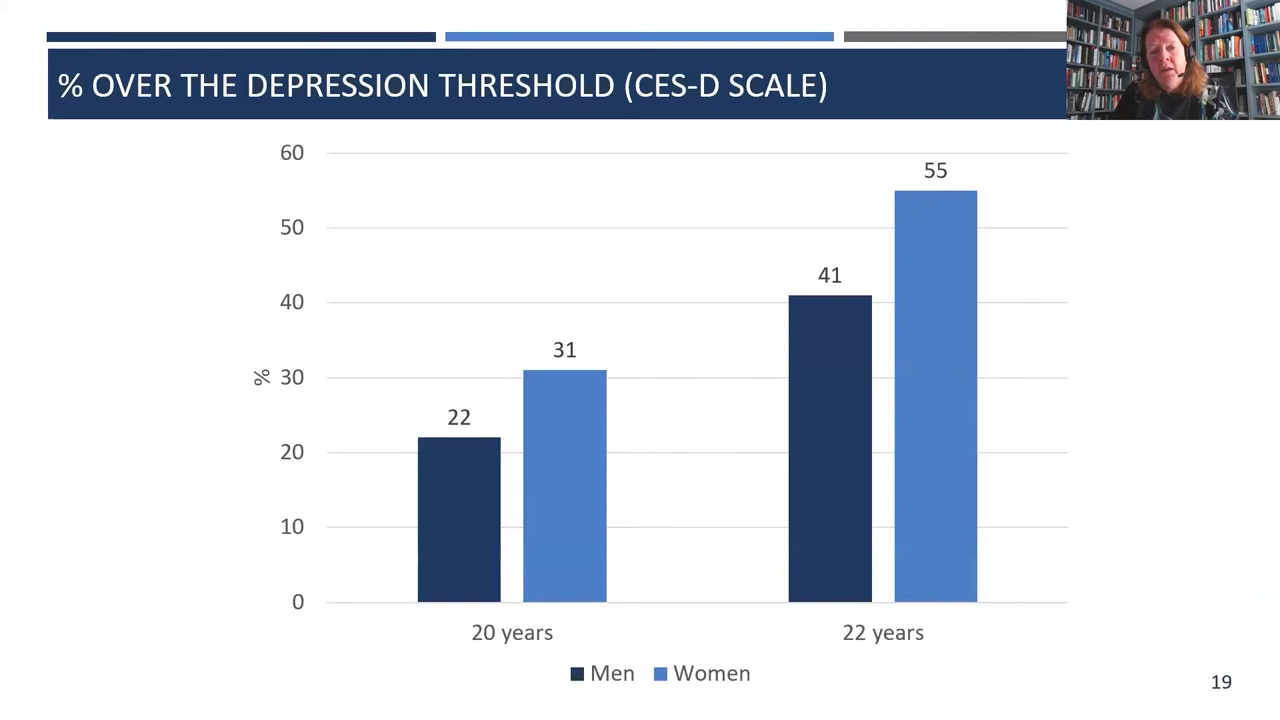 % OVER THE DEPRESSION THRESHOLD (CES-D SCALE)
60
50
40
30
20
10
0
%
22
31
41
55
20 years
22 years
Men
Women
19